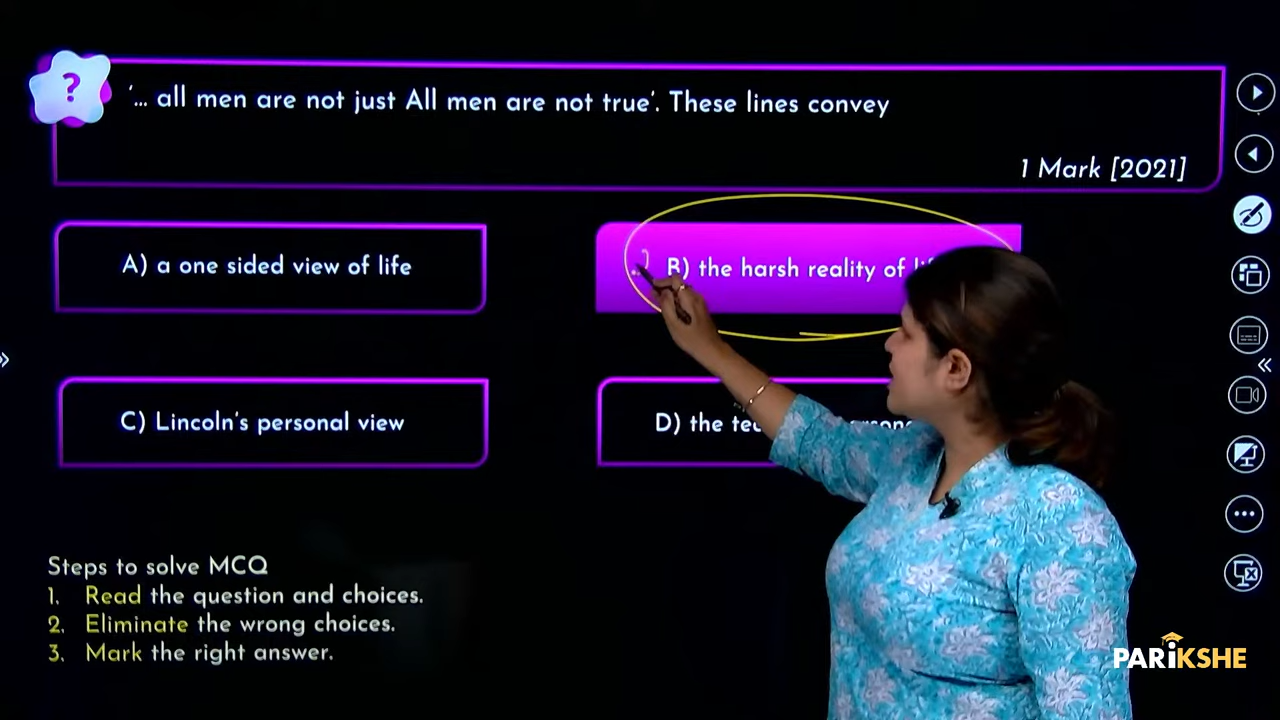 ?
'... all men are not just All men are not true'. These lines convey
1 Mark [2021]
A) a one sided view of life
B) the harsh reality of
C) Lincoln's personal view
D) the
Steps to solve MCQ
1. Read the question and choices.
2. Eliminate the wrong choices.
3. Mark the right answer.
PARIKSHE